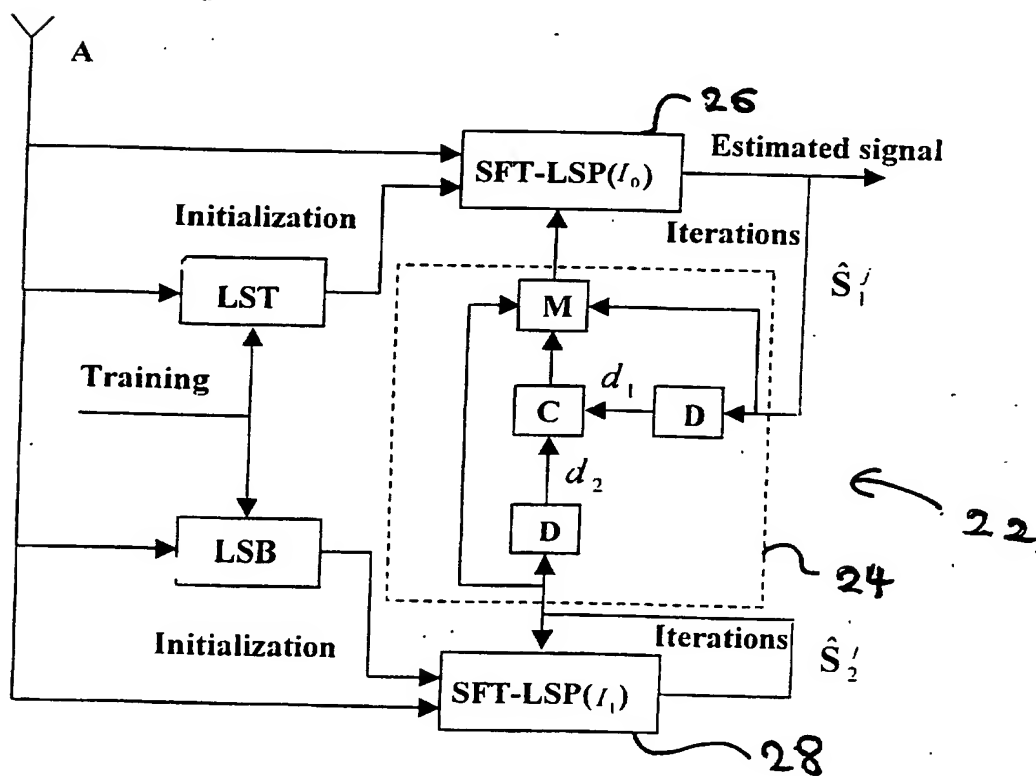 A
26
SFT-LSP(I₀)
Estimated signal
Initialization
Iterations
Ŝ₁ʲ
LST
M
Training
d₁
C
D
d₂
22
D
LSB
24
Initialization
Iterations
Ŝ₂ʲ
SFT-LSP(I₁)
28